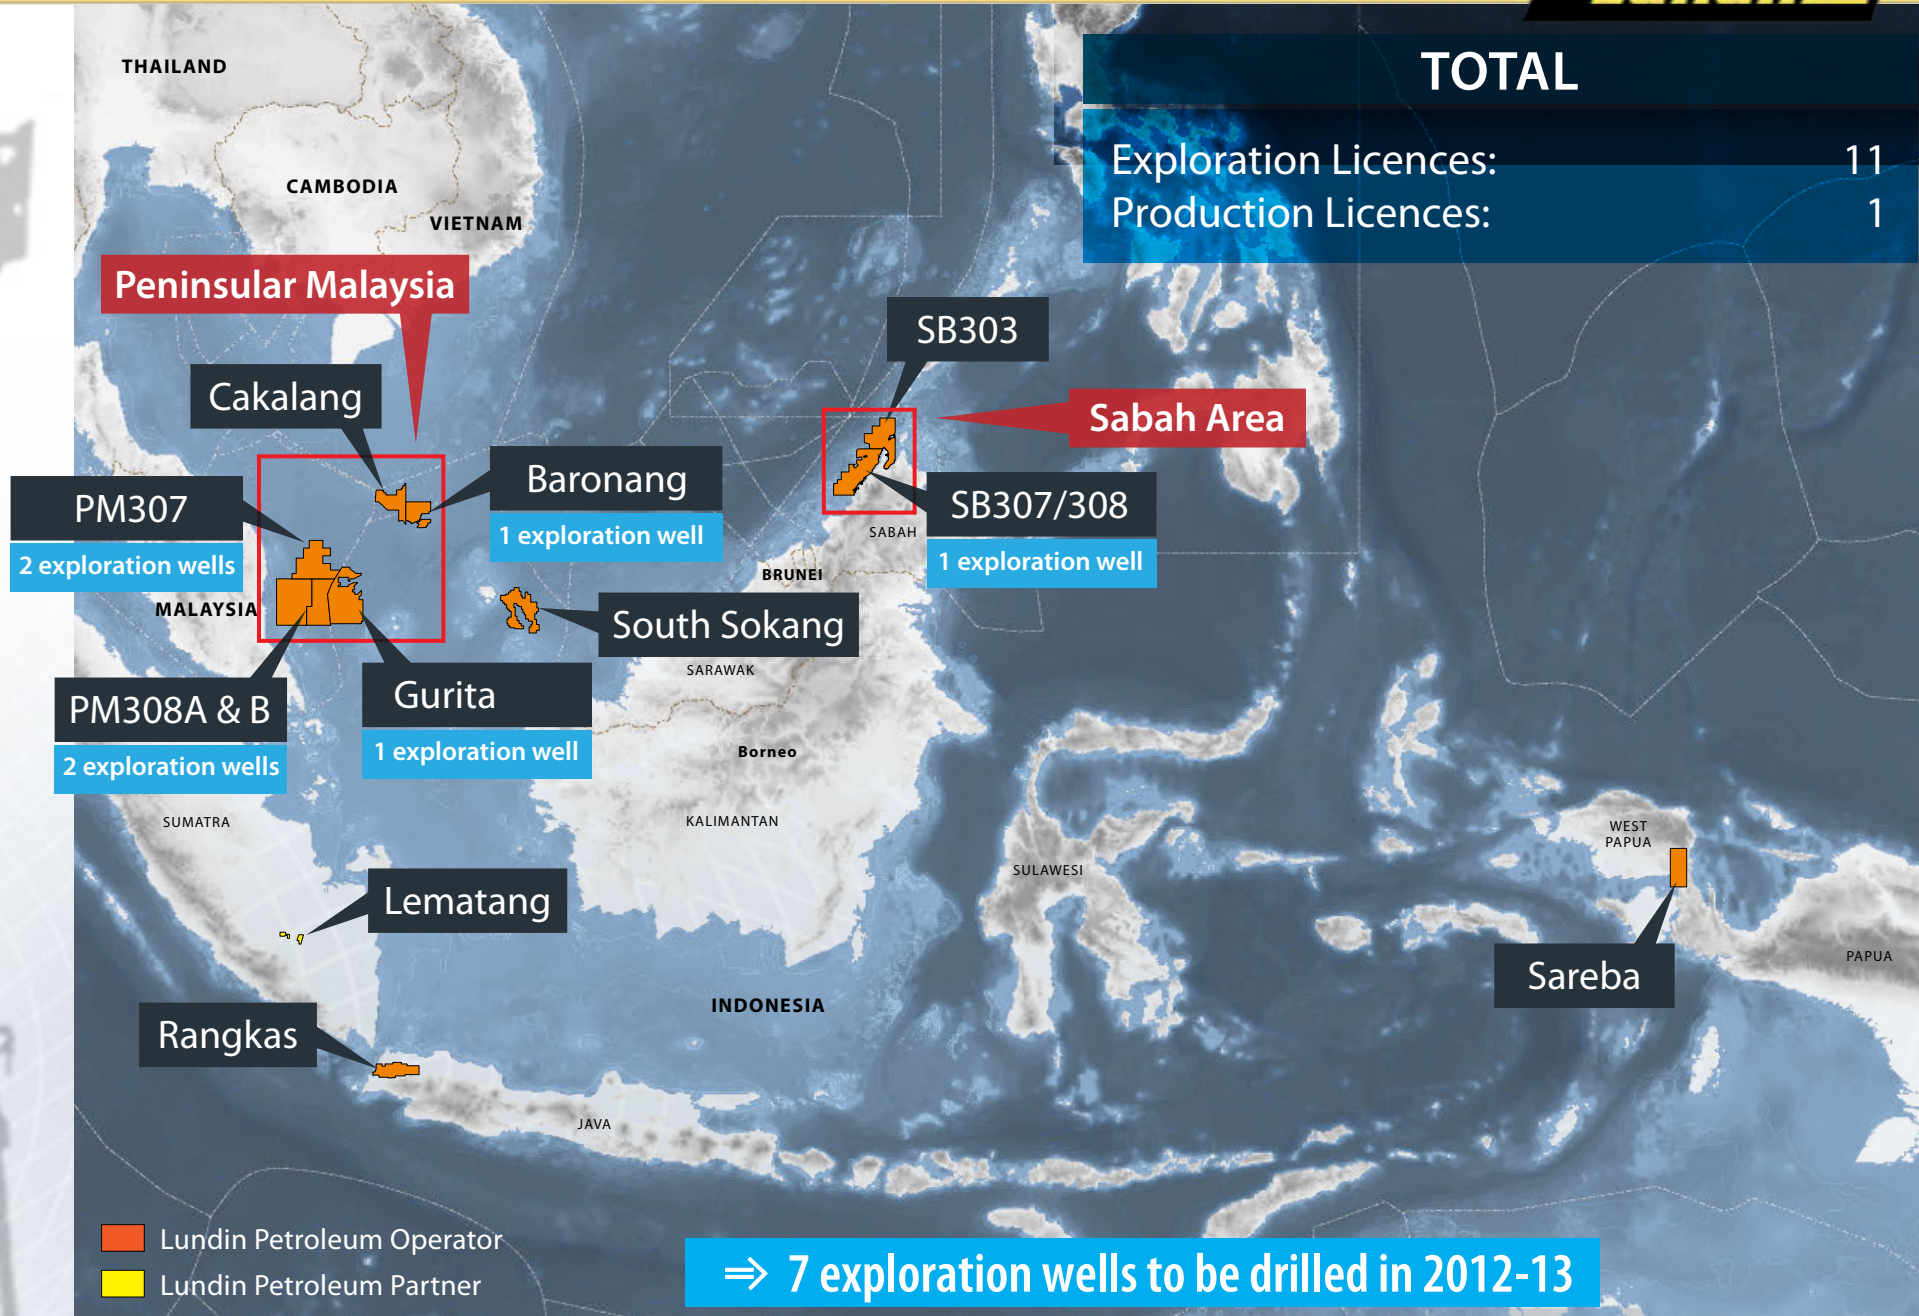 TOTAL
Exploration Licences: 11
Production Licences: 1
THAILAND
CAMBODIA
VIETNAM
Peninsular Malaysia
SB303
Cakalang
Sabah Area
Baronang
1 exploration well
PM307
2 exploration wells
SB307/308
1 exploration well
SABAH
BRUNEI
MALAYSIA
South Sokang
SARAWAK
PM308A & B
2 exploration wells
Gurita
1 exploration well
Borneo
SUMATRA
KALIMANTAN
WEST
PAPUA
SULAWESI
Lematang
Sareba
PAPUA
INDONESIA
Rangkas
JAVA
Lundin Petroleum Operator
Lundin Petroleum Partner
⇒ 7 exploration wells to be drilled in 2012-13